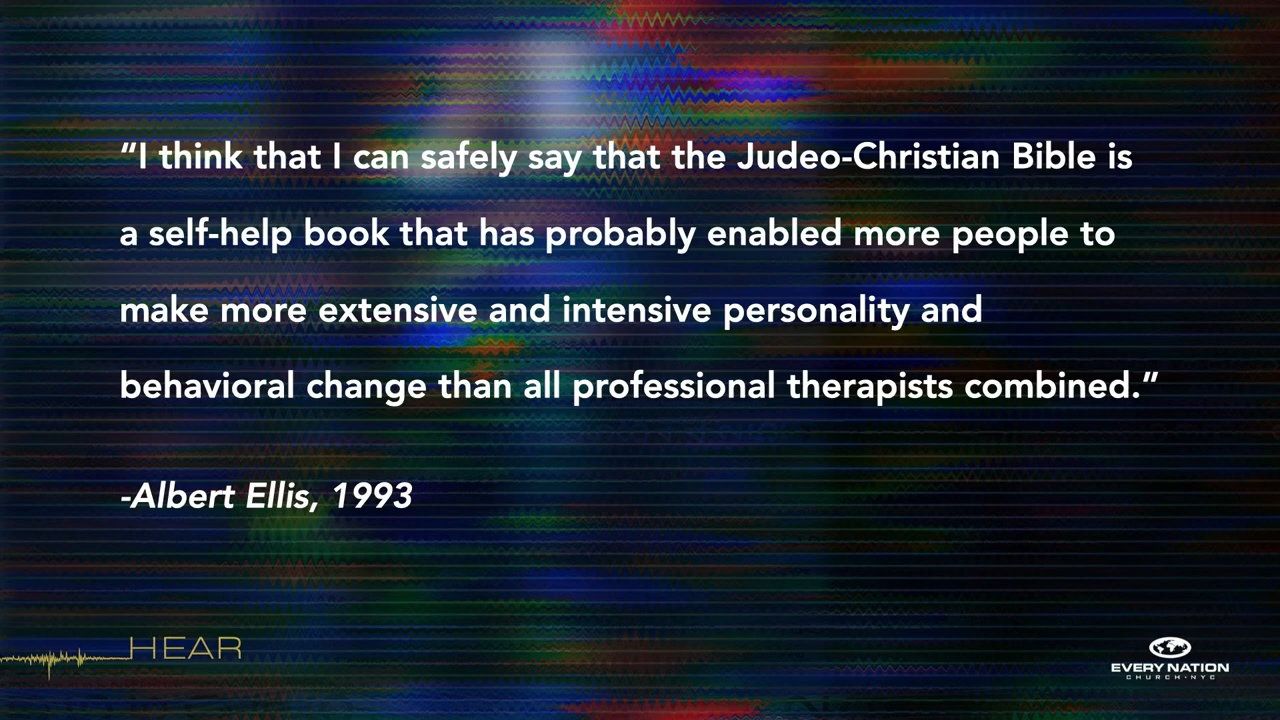 “I think that I can safely say that the Judeo-Christian Bible is
a self-help book that has probably enabled more people to
make more extensive and intensive personality and
behavioral change than all professional therapists combined.”
-Albert Ellis, 1993
HEAR
EVERY NATION
CHURCH • NYC